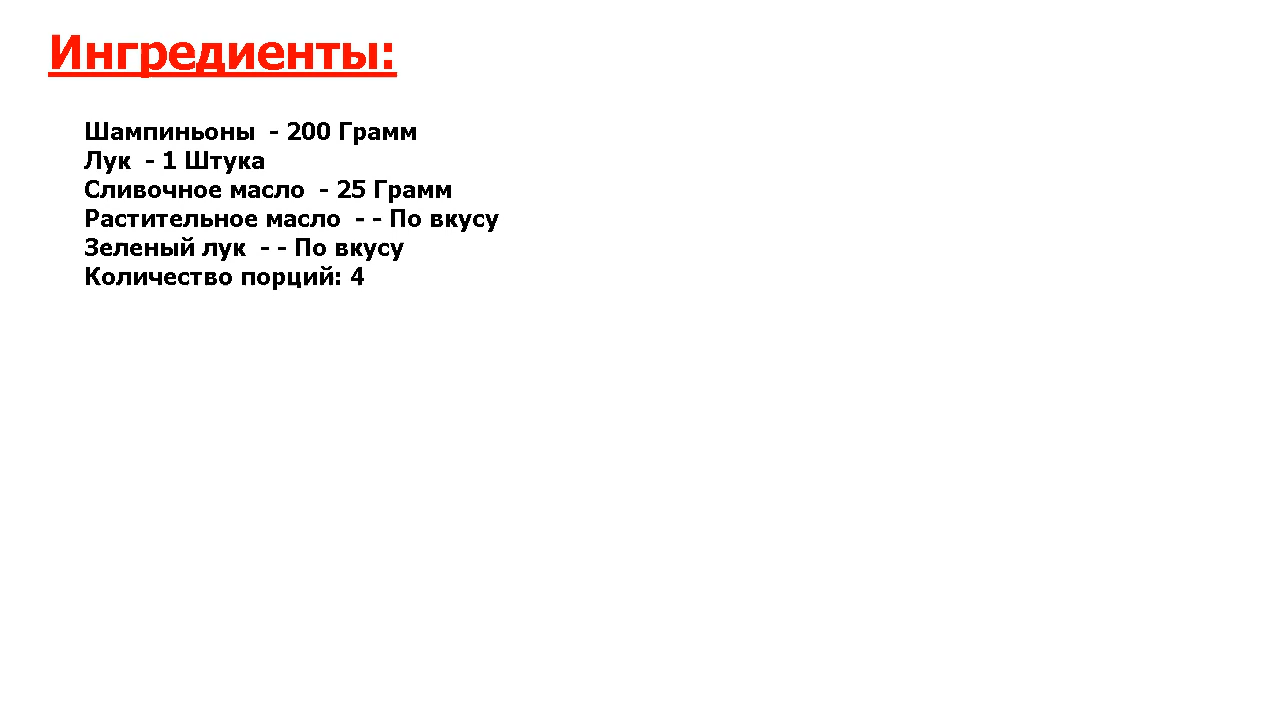 Ингредиенты:
Шампиньоны  - 200 Грамм
Лук  - 1 Штука
Сливочное масло  - 25 Грамм
Растительное масло  - - По вкусу
Зеленый лук  - - По вкусу
Количество порций: 4